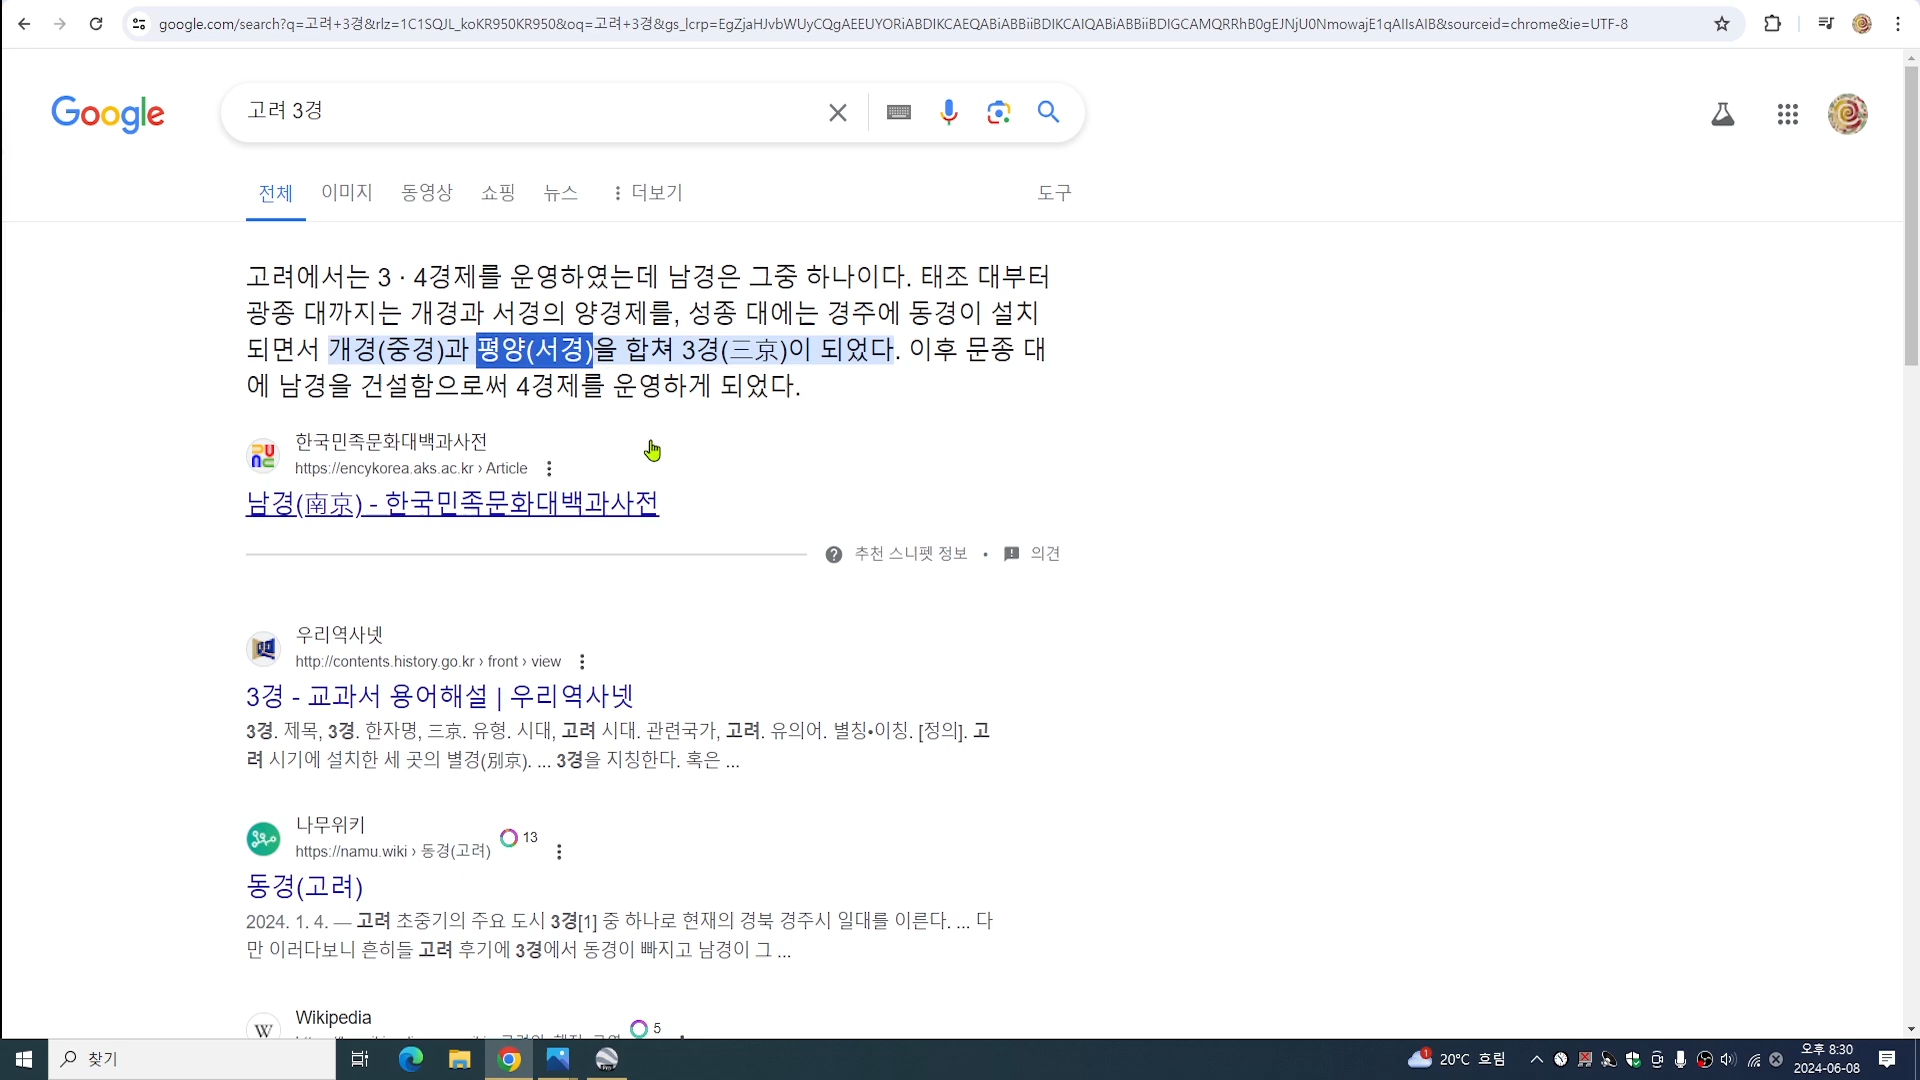 google.com/search?q=고려+3경&rlz=1C1SQJL_koKR950KR950&oq=고려+3경&gs_lcrp=EgZjaHJvbWUyCQgAEEUYORiABDIKCAEQABiABBiiBDIKCAIQABiABBiiBDIGCAMQRRhB0gEJNjU0NmowajE1qAIIsAIB&sourceid=chrome&ie=UTF-8
Google
고려 3경
전체 이미지 동영상 쇼핑 뉴스 더보기 도구
고려에서는 3 · 4경제를 운영하였는데 남경은 그중 하나이다. 태조 대부터
광종 대까지는 개경과 서경의 양경제를, 성종 대에는 경주에 동경이 설치
되면서 개경(중경)과 평양(서경)을 합쳐 3경(三京)이 되었다. 이후 문종 대
에 남경을 건설함으로써 4경제를 운영하게 되었다.
한국민족문화대백과사전
https://encykorea.aks.ac.kr › Article
남경(南京) - 한국민족문화대백과사전
추천 스니펫 정보 • 의견
우리역사넷
http://contents.history.go.kr › front › view
3경 - 교과서 용어해설 | 우리역사넷
3경. 제목, 3경. 한자명, 三京. 유형. 시대, 고려 시대. 관련국가, 고려. 유의어. 별칭•이칭. [정의]. 고
려 시기에 설치한 세 곳의 별경(別京). ... 3경을 지칭한다. 혹은 ...
나무위키
13
https://namu.wiki › 동경(고려)
동경(고려)
2024. 1. 4. — 고려 초중기의 주요 도시 3경[1] 중 하나로 현재의 경북 경주시 일대를 이른다. ... 다
만 이러다보니 흔히들 고려 후기에 3경에서 동경이 빠지고 남경이 그 ...
W
Wikipedia
5
찾기
20°C 흐림
오후 8:30
2024-06-08